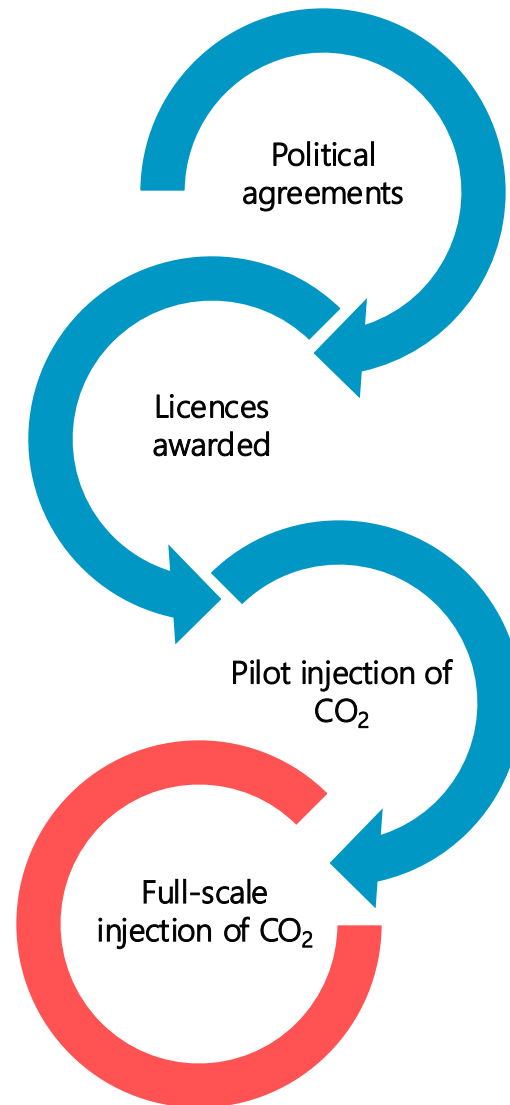 Political
agreements
Licences
awarded
Pilot injection of
CO₂
Full-scale
injection of CO₂